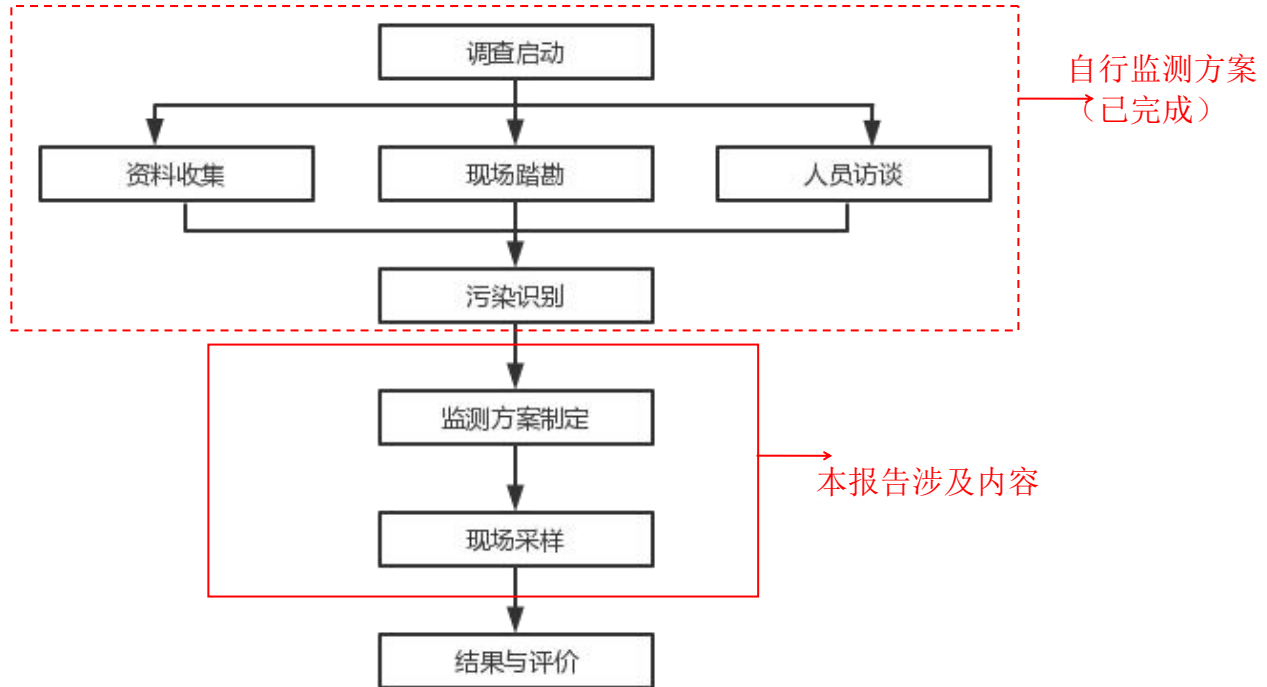 调查启动
自行监测方案
（已完成）
资料收集
现场踏勘
人员访谈
污染识别
监测方案制定
本报告涉及内容
现场采样
结果与评价